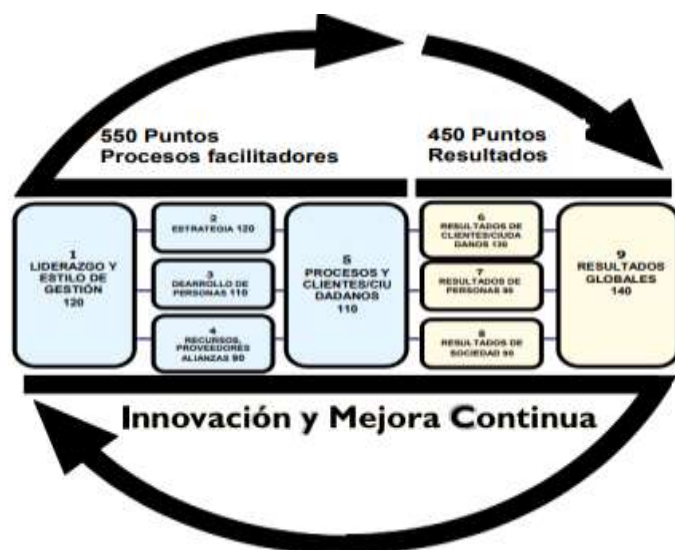 550 Puntos
Procesos facilitadores
450 Puntos
Resultados
1
LIDERAZGO Y
ESTILO DE
GESTIÓN
120
2
ESTRATEGIA 120
3
DEARROLLO DE
PERSONAS 110
4
RECURSOS,
PROVEEDORES
ALIANZAS 90
5
PROCESOS Y
CLIENTES/CIU
DADANOS
110
6
RESULTADOS DE
CLIENTES/CIUDA
DANOS 130
7
RESULTADOS DE
PERSONAS 90
8
RESULTADOS DE
SOCIEDAD 90
9
RESULTADOS
GLOBALES
140
Innovación y Mejora Continua